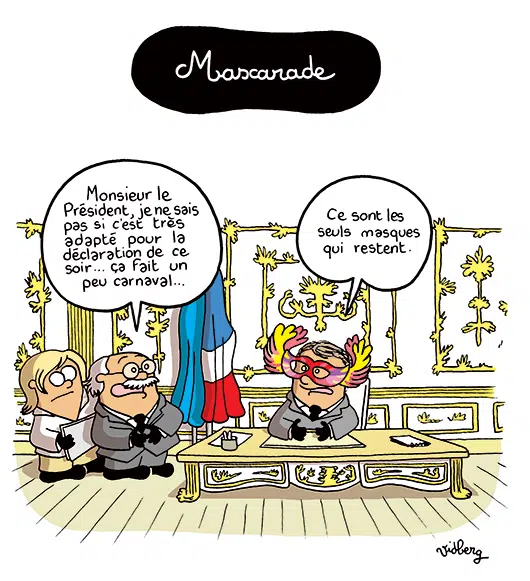 Mascarade
Monsieur le
Président, je ne sais
pas si c'est très
adapté pour la
déclaration de ce
soir... ça fait un
peu carnaval...
Ce sont les
seuls masques
qui restent.
Vidberg